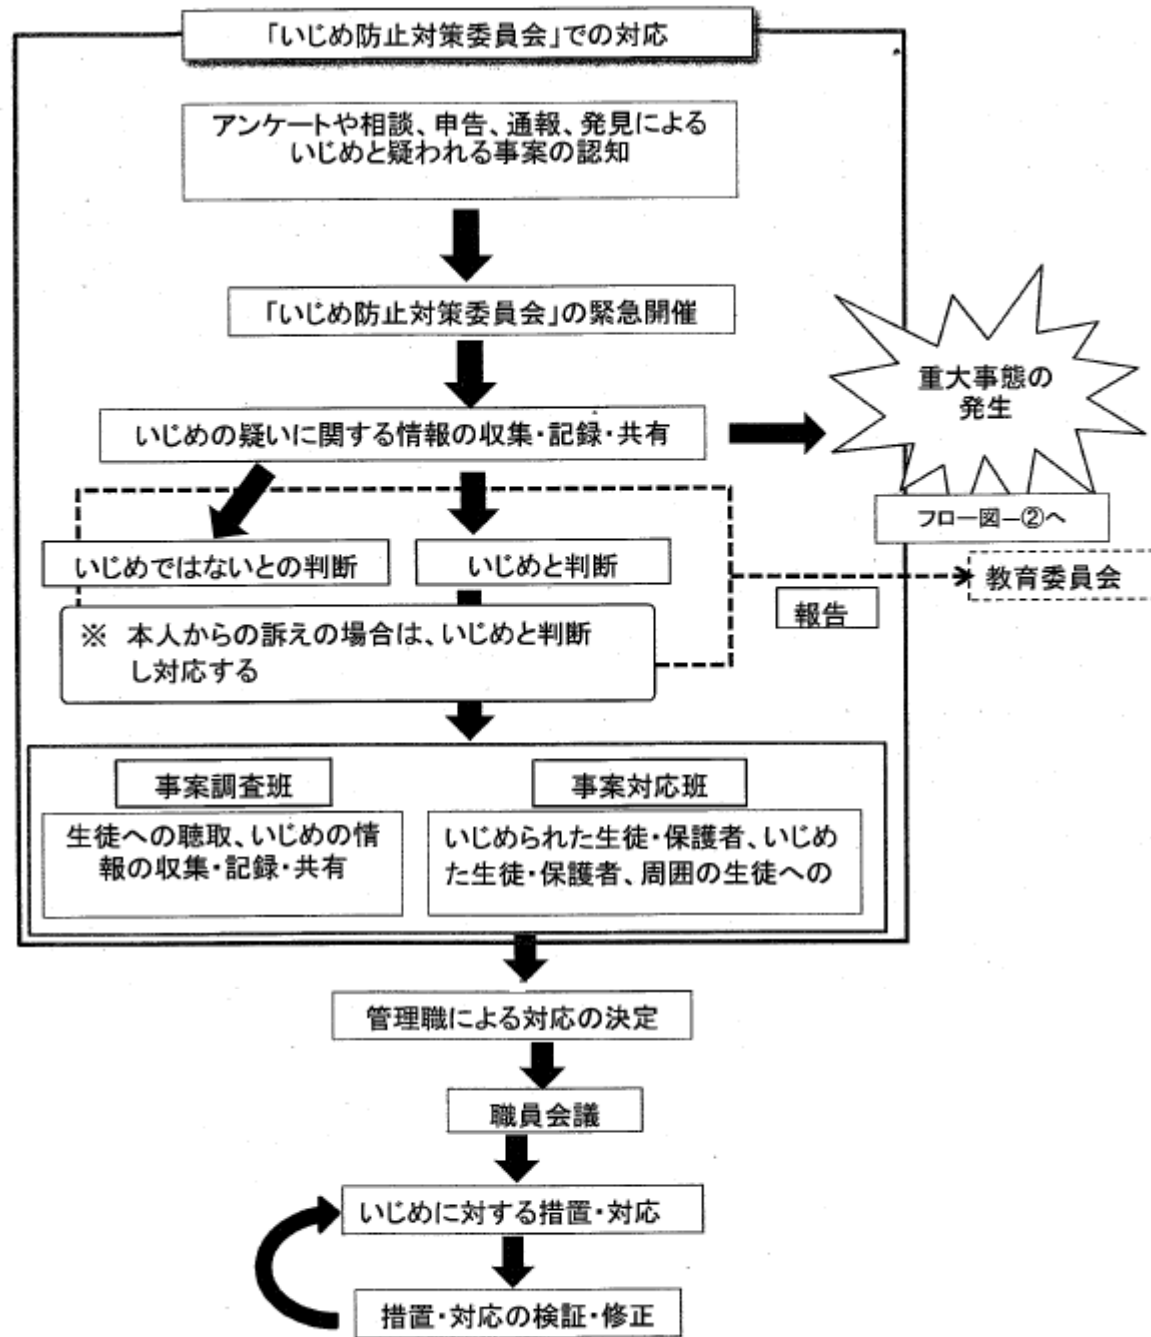 「いじめ防止対策委員会」での対応
アンケートや相談、申告、通報、発見による
いじめと疑われる事案の認知
「いじめ防止対策委員会」の緊急開催
重大事態の
発生
いじめの疑いに関する情報の収集・記録・共有
フロー図―②へ
いじめではないとの判断
いじめと判断
教育委員会
報告
※ 本人からの訴えの場合は、いじめと判断
し対応する
事案調査班
生徒への聴取、いじめの情
報の収集・記録・共有
事案対応班
いじめられた生徒・保護者、いじめ
た生徒・保護者、周囲の生徒への
管理職による対応の決定
職員会議
いじめに対する措置・対応
措置・対応の検証・修正